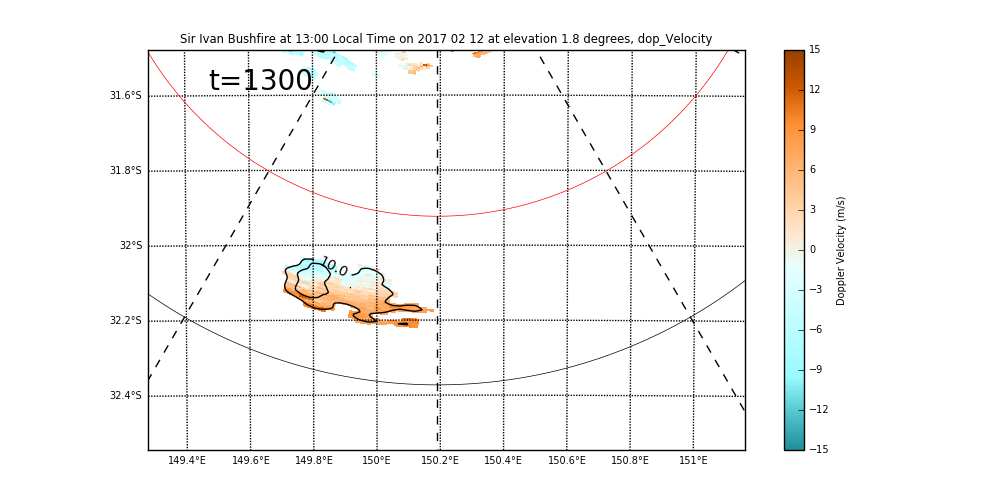 Sir Ivan Bushfire at 13:00 Local Time on 2017 02 12 at elevation 1.8 degrees, dop_Velocity
t=1300
31.6°S
31.8°S
32°S
32.2°S
32.4°S
10.0
149.4°E 149.6°E 149.8°E 150°E 150.2°E 150.4°E 150.6°E 150.8°E 151°E
15
12
9
6
3
0
−3
−6
−9
−12
−15
Doppler Velocity (m/s)